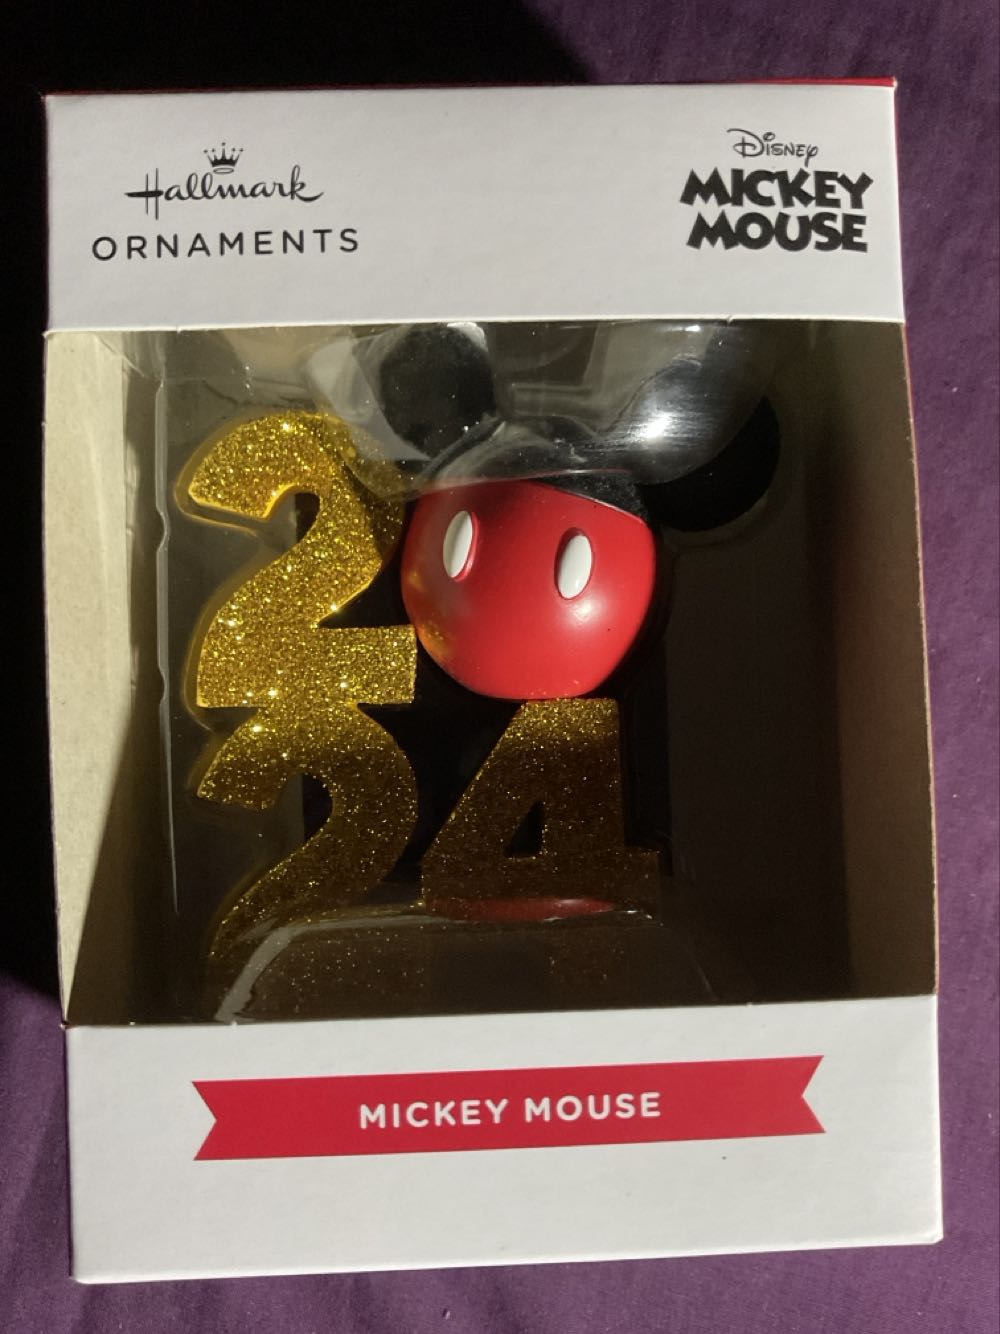 Hallmark
ORNAMENTS
DISNEY
MICKEY
MOUSE
2
24
MICKEY MOUSE